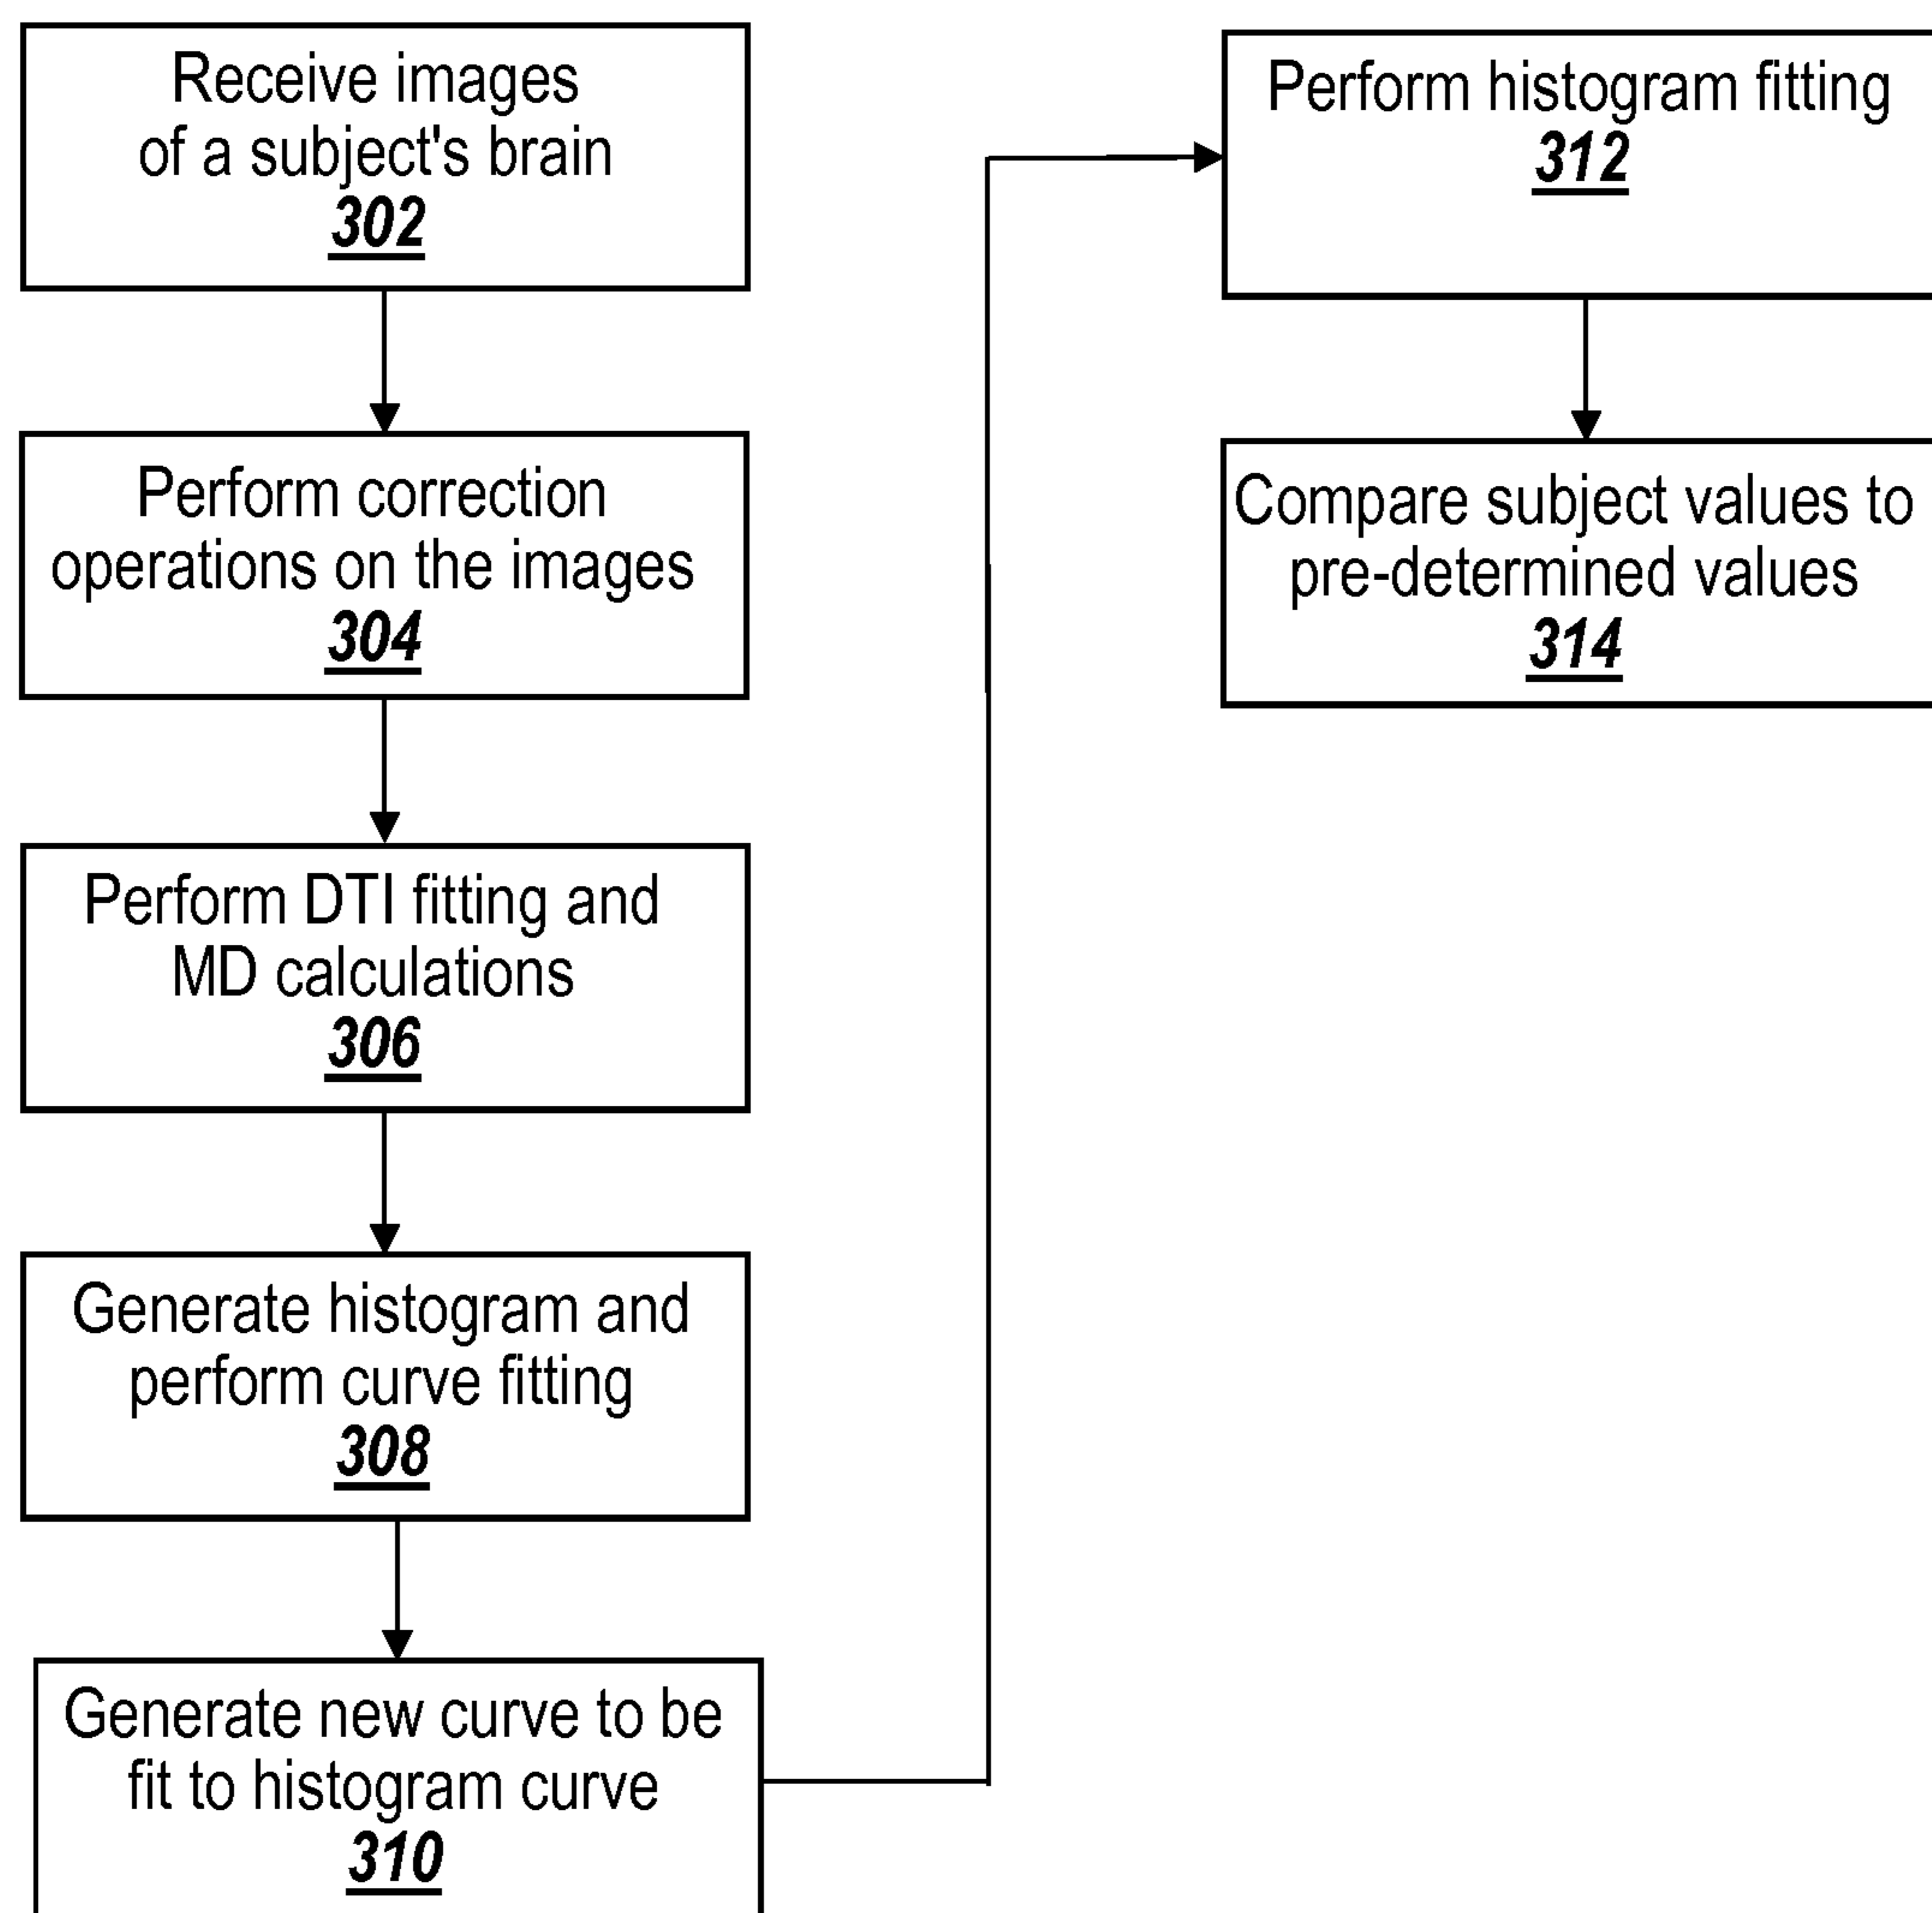 Receive images
of a subject's brain
302
Perform correction
operations on the images
304
Perform DTI fitting and
MD calculations
306
Generate histogram and
perform curve fitting
308
Generate new curve to be
fit to histogram curve
310
Perform histogram fitting
312
Compare subject values to
pre-determined values
314